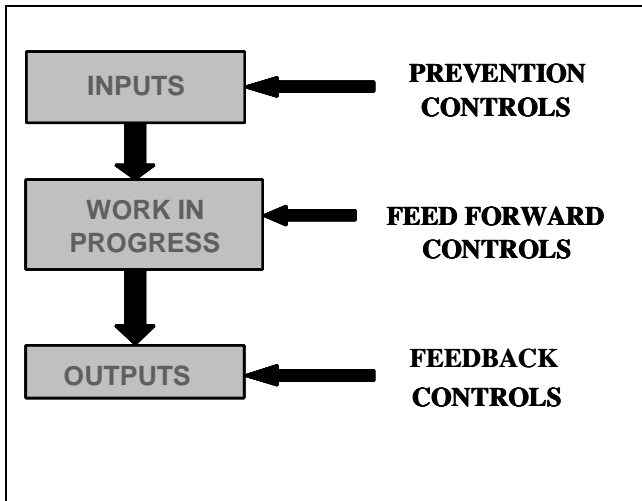 INPUTS
PREVENTION
CONTROLS
WORK IN
PROGRESS
FEED FORWARD
CONTROLS
OUTPUTS
FEEDBACK
CONTROLS